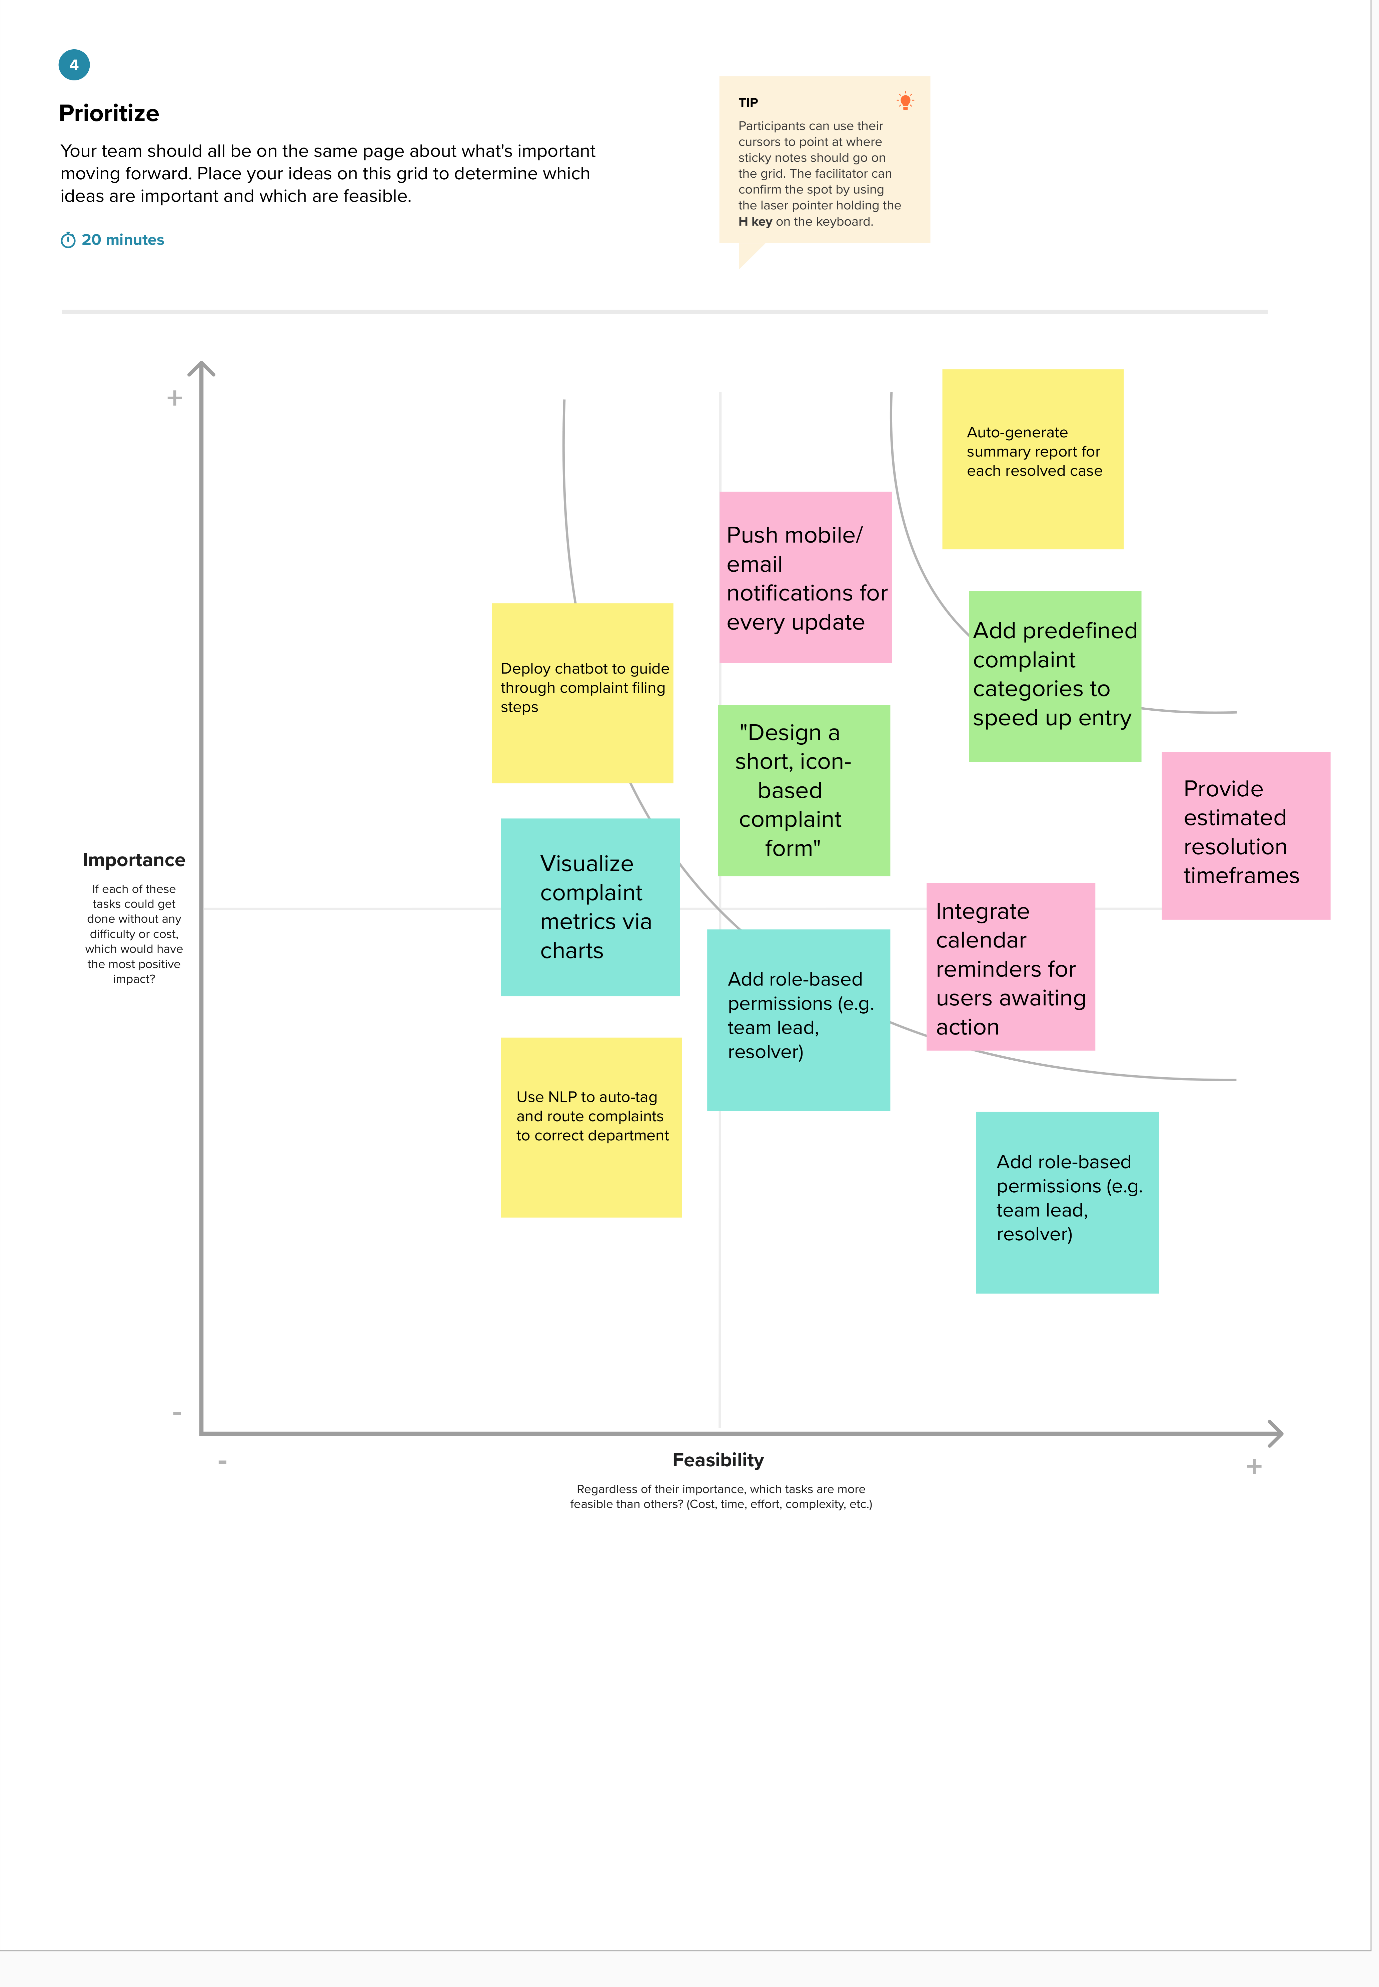 4
Prioritize
Your team should all be on the same page about what's important
moving forward. Place your ideas on this grid to determine which
ideas are important and which are feasible.
20 minutes
TIP
Participants can use their
cursors to point at where
sticky notes should go on
the grid. The facilitator can
confirm the spot by using
the laser pointer holding the
H key on the keyboard.
+
Auto-generate
summary report for
each resolved case
Push mobile/
email
notifications for
every update
Add predefined
complaint
categories to
speed up entry
Deploy chatbot to guide
through complaint filing
steps
"Design a
short, icon-
based
complaint
form"
Provide
estimated
resolution
timeframes
Importance
If each of these
tasks could get
done without any
difficulty or cost,
which would have
the most positive
impact?
Visualize
complaint
metrics via
charts
Integrate
calendar
reminders for
users awaiting
action
Add role-based
permissions (e.g.
team lead,
resolver)
Use NLP to auto-tag
and route complaints
to correct department
Add role-based
permissions (e.g.
team lead,
resolver)
-
-
Feasibility
+
Regardless of their importance, which tasks are more
feasible than others? (Cost, time, effort, complexity, etc.)